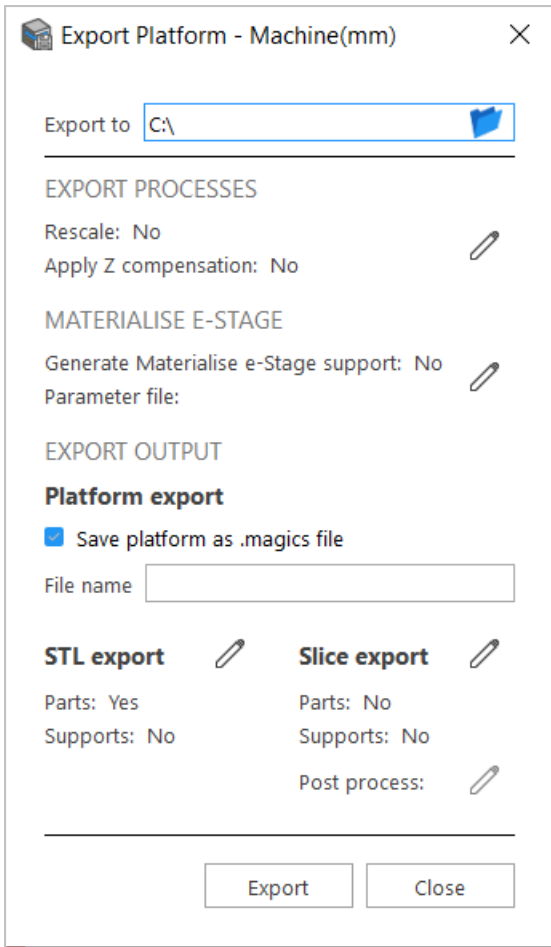 Export Platform - Machine(mm)
Export to C:\
EXPORT PROCESSES
Rescale: No
Apply Z compensation: No
MATERIALISE E-STAGE
Generate Materialise e-Stage support: No
Parameter file:
EXPORT OUTPUT
Platform export
Save platform as .magics file
File name
STL export
Parts: Yes
Supports: No
Slice export
Parts: No
Supports: No
Post process:
Export
Close